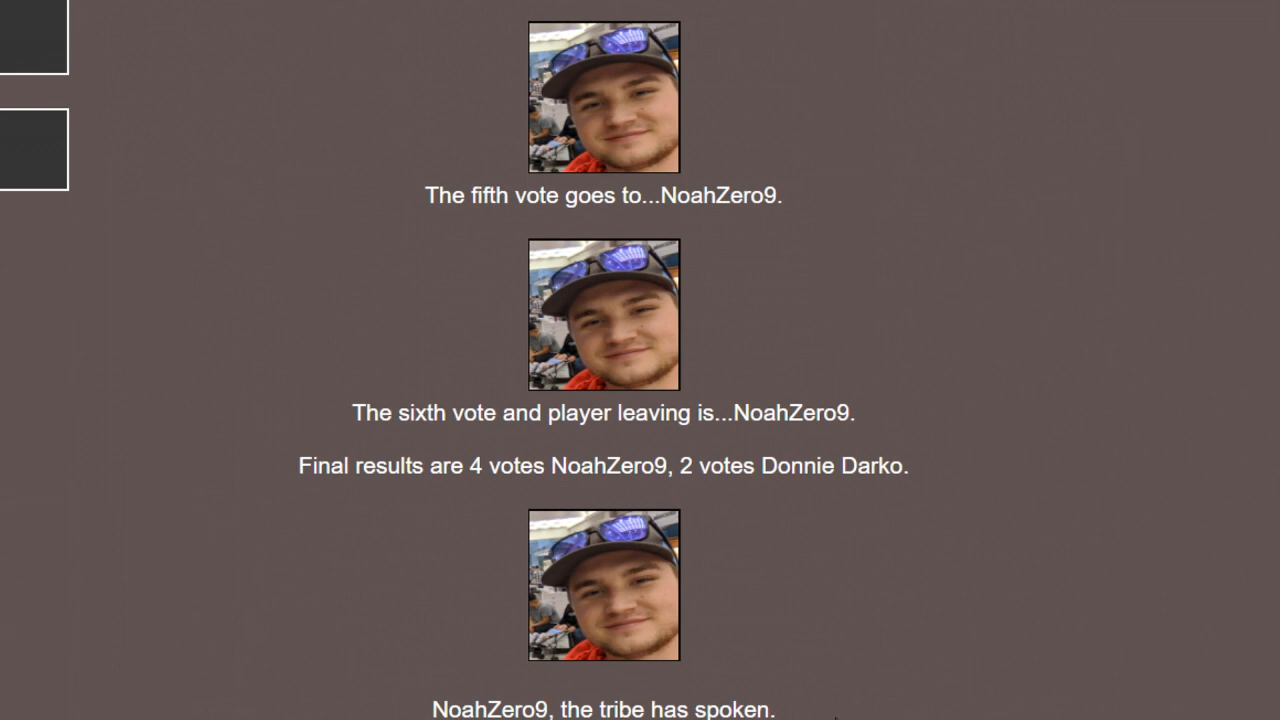 The fifth vote goes to...NoahZero9.
The sixth vote and player leaving is...NoahZero9.
Final results are 4 votes NoahZero9, 2 votes Donnie Darko.
NoahZero9, the tribe has spoken.